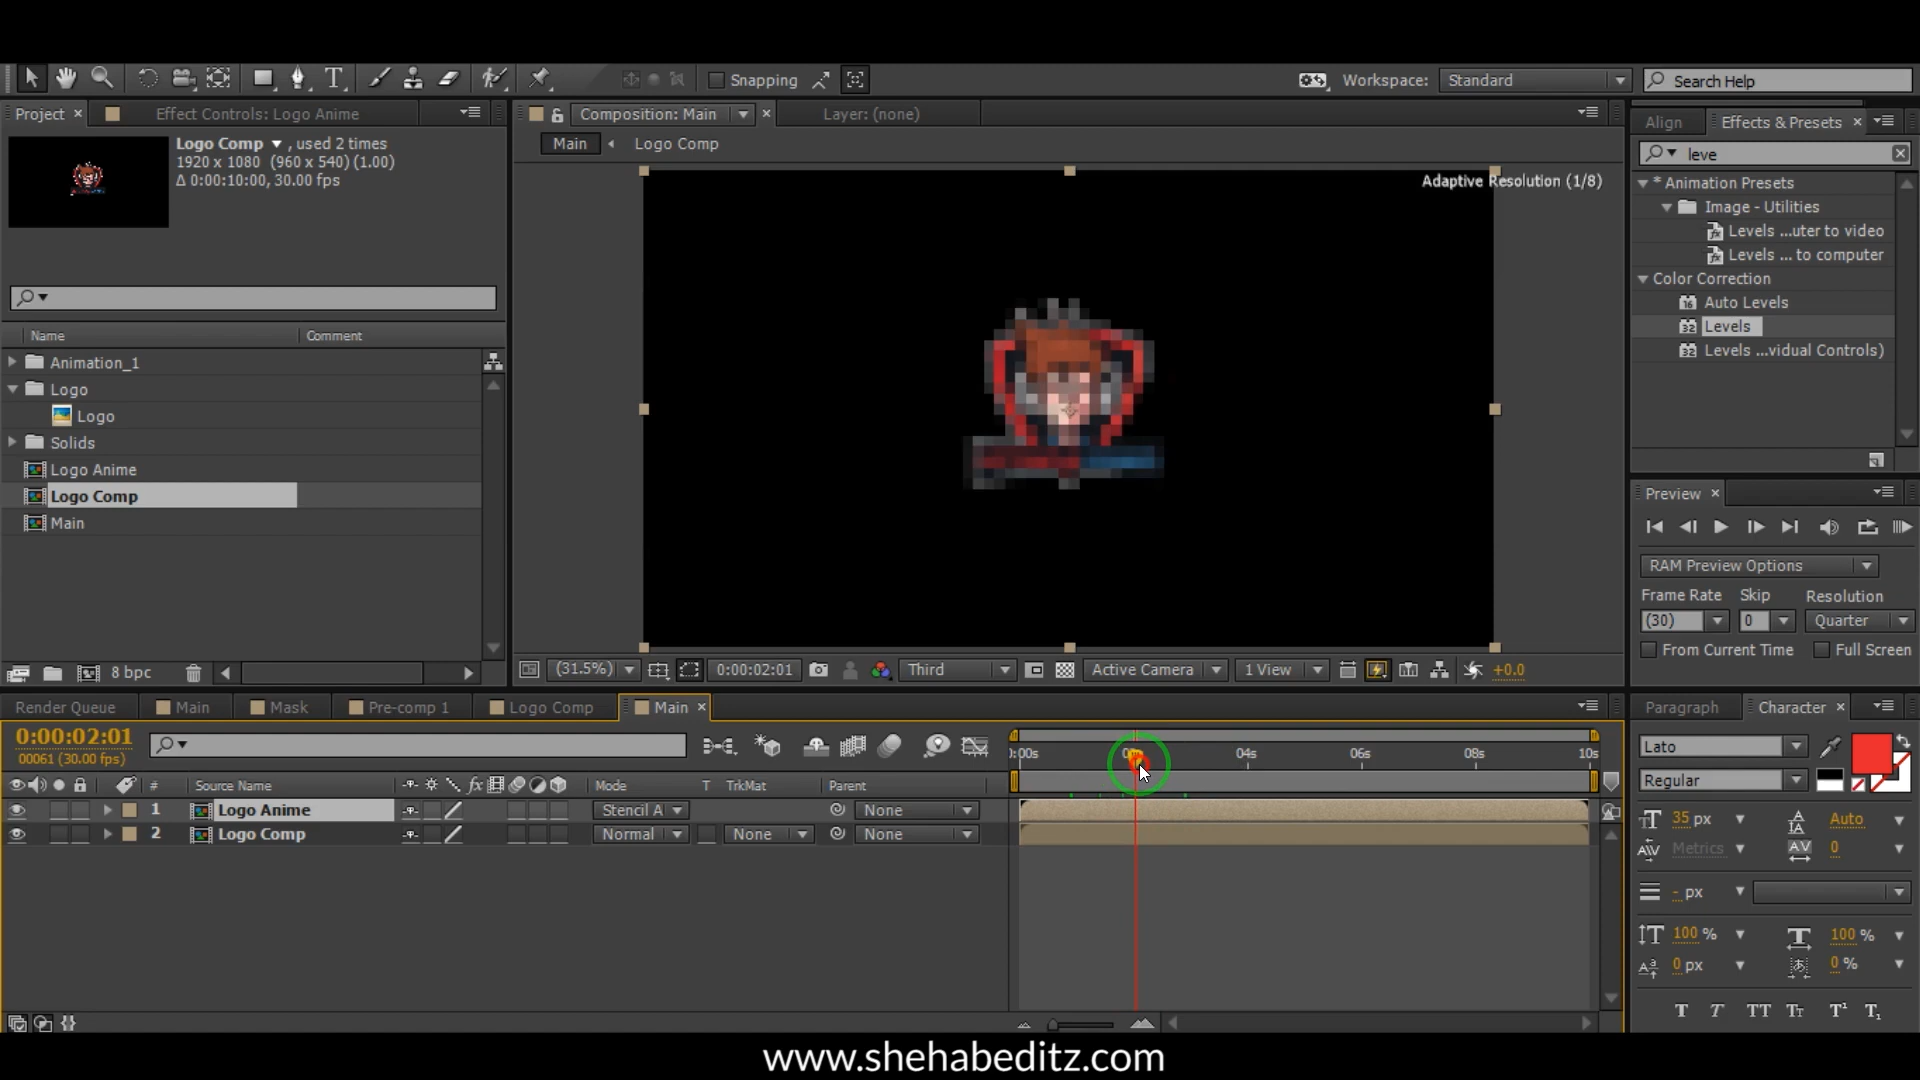 Snapping
Workspace: Standard
Search Help
Project
Effect Controls: Logo Anime
Composition: Main
Layer: (none)
Align
Effects & Presets
Logo Comp , used 2 times
1920 x 1080 (960 x 540) (1.00)
Δ 0:00:10:00, 30.00 fps
Main
Logo Comp
Adaptive Resolution (1/8)
leve
* Animation Presets
Image - Utilities
Levels ...uter to video
Levels ... to computer
Color Correction
Auto Levels
Levels
Levels ...vidual Controls)
Name
Comment
Animation_1
Logo
Logo
Solids
Logo Anime
Logo Comp
Main
8 bpc
(31.5%)
0:00:02:01
Third
Active Camera
1 View
+0.0
Preview
RAM Preview Options
Frame Rate Skip Resolution
(30) 0 Quarter
From Current Time Full Screen
Render Queue
Main
Mask
Pre-comp 1
Logo Comp
Main
Paragraph
Character
0:00:02:01
00061 (30.00 fps)
:00s
04s
06s
08s
10s
# Source Name fx Mode T TrkMat Parent
1 Logo Anime Stencil A None
2 Logo Comp Normal None None
Lato
Regular
35 px Auto
Metrics 0
- px
100 % 100 %
0 px 0 %
T T TT Tт T¹ T₁
www.shehabeditz.com